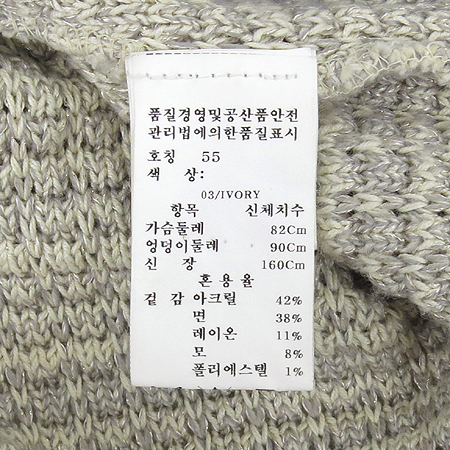 품질경영및공산품안전
관리법에의한품질표시
호칭 55
색 상:
03/IVORY
항목 신체치수
가슴둘레 82Cm
엉덩이둘레 90Cm
신 장 160Cm
혼용율
겉감 아크릴 42%
면 38%
레이온 11%
모 8%
폴리에스텔 1%